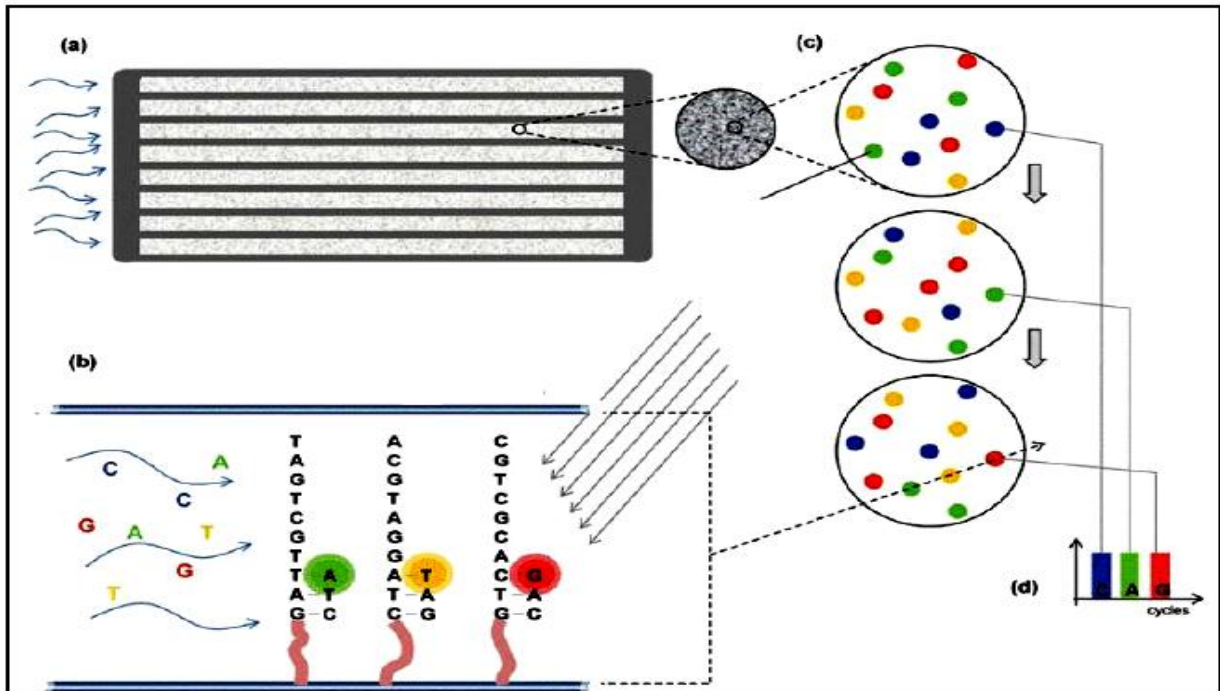 (a)
(c)
(b)
C
A
C
G
A
T
G
T
T A G T C G T T A G
A T C
A C G T A G G A T C
T A G
C G T C G C A C T G
G A C
(d)
C A G
cycles